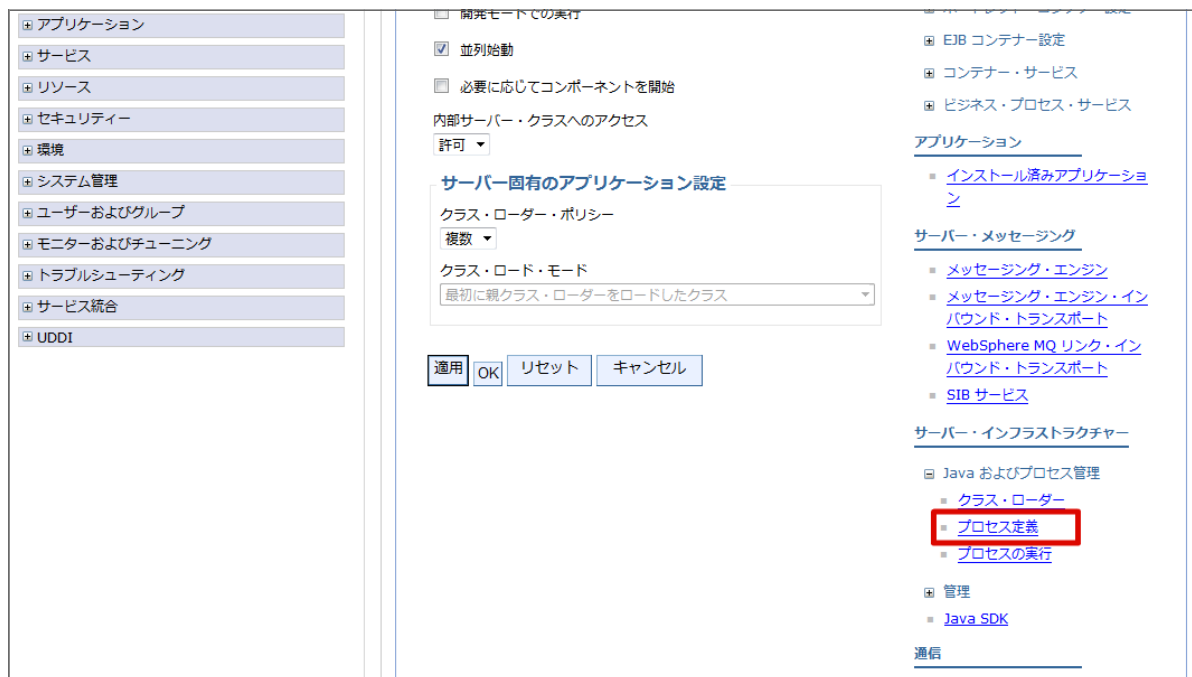 アプリケーション
サービス
リソース
セキュリティー
環境
システム管理
ユーザーおよびグループ
モニターおよびチューニング
トラブルシューティング
サービス統合
UDDI
開発モードでの実行
並列始動
必要に応じてコンポーネントを開始
内部サーバー・クラスへのアクセス
許可
サーバー固有のアプリケーション設定
クラス・ローダー・ポリシー
複数
クラス・ロード・モード
最初に親クラス・ローダーをロードしたクラス
適用
OK
リセット
キャンセル
EJB コンテナー設定
コンテナー・サービス
ビジネス・プロセス・サービス
アプリケーション
インストール済みアプリケーショ
ン
サーバー・メッセージング
メッセージング・エンジン
メッセージング・エンジン・イン
バウンド・トランスポート
WebSphere MQ リンク・イン
バウンド・トランスポート
SIB サービス
サーバー・インフラストラクチャー
Java およびプロセス管理
クラス・ローダー
プロセス定義
プロセスの実行
管理
Java SDK
通信